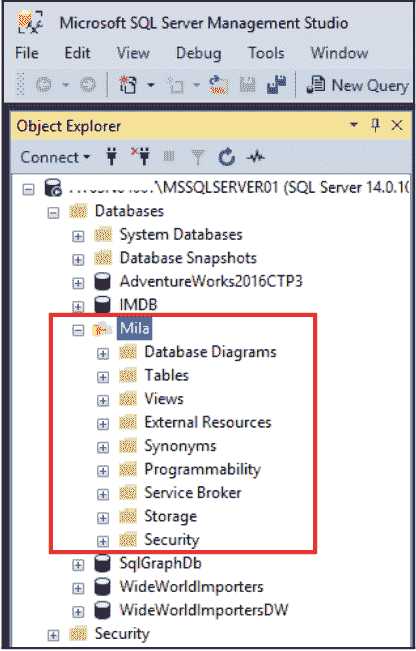 Microsoft SQL Server Management Studio
File Edit View Debug Tools Window
New Query
Object Explorer
Connect
\MSSQLSERVER01 (SQL Server 14.0.10
Databases
System Databases
Database Snapshots
AdventureWorks2016CTP3
IMDB
Mila
Database Diagrams
Tables
Views
External Resources
Synonyms
Programmability
Service Broker
Storage
Security
SqlGraphDb
WideWorldImporters
WideWorldImportersDW
Security